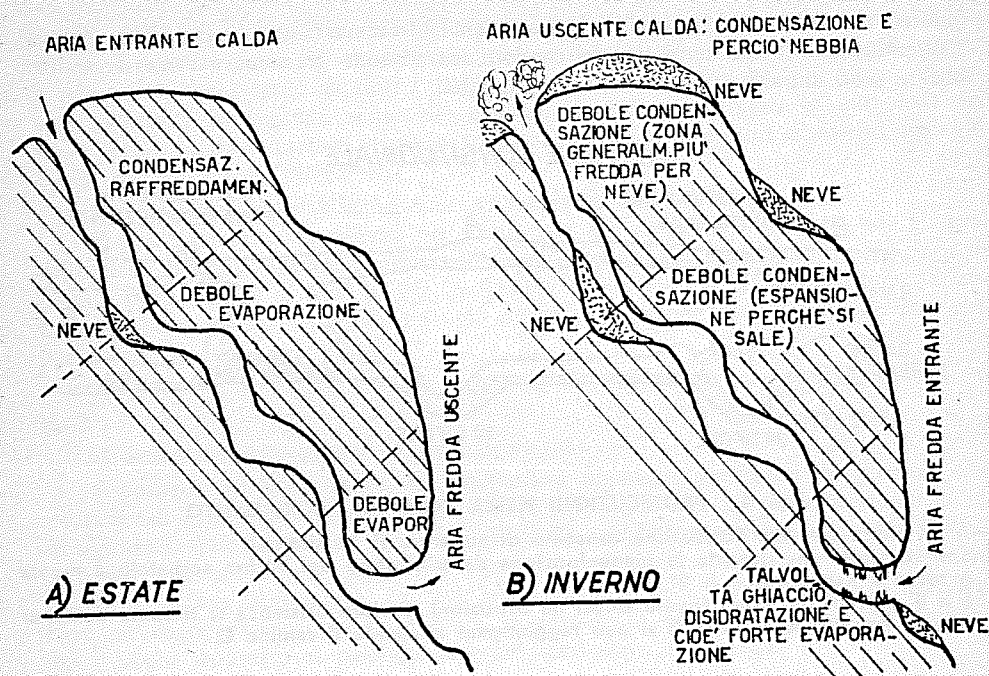 ARIA ENTRANTE CALDA
CONDENSAZ.
RAFFREDDAMEN.
DEBOLE
EVAPORAZIONE
NEVE
ARIA FREDDA USCENTE
DEBOLE
EVAPOR
A) ESTATE
ARIA USCENTE CALDA: CONDENSAZIONE E
PERCIO' NEBBIA
NEVE
DEBOLE CONDEN-
SAZIONE (ZONA
GENERALM. PIU'
FREDDA PER
NEVE)
NEVE
DEBOLE CONDEN-
SAZIONE (ESPANSIO-
NE PERCHE' SI
SALE)
NEVE
ARIA FREDDA ENTRANTE
B) INVERNO
TALVOL
TA GHIACCIO,
DISIDRATAZIONE E
CIOE' FORTE EVAPORA-
ZIONE
NEVE